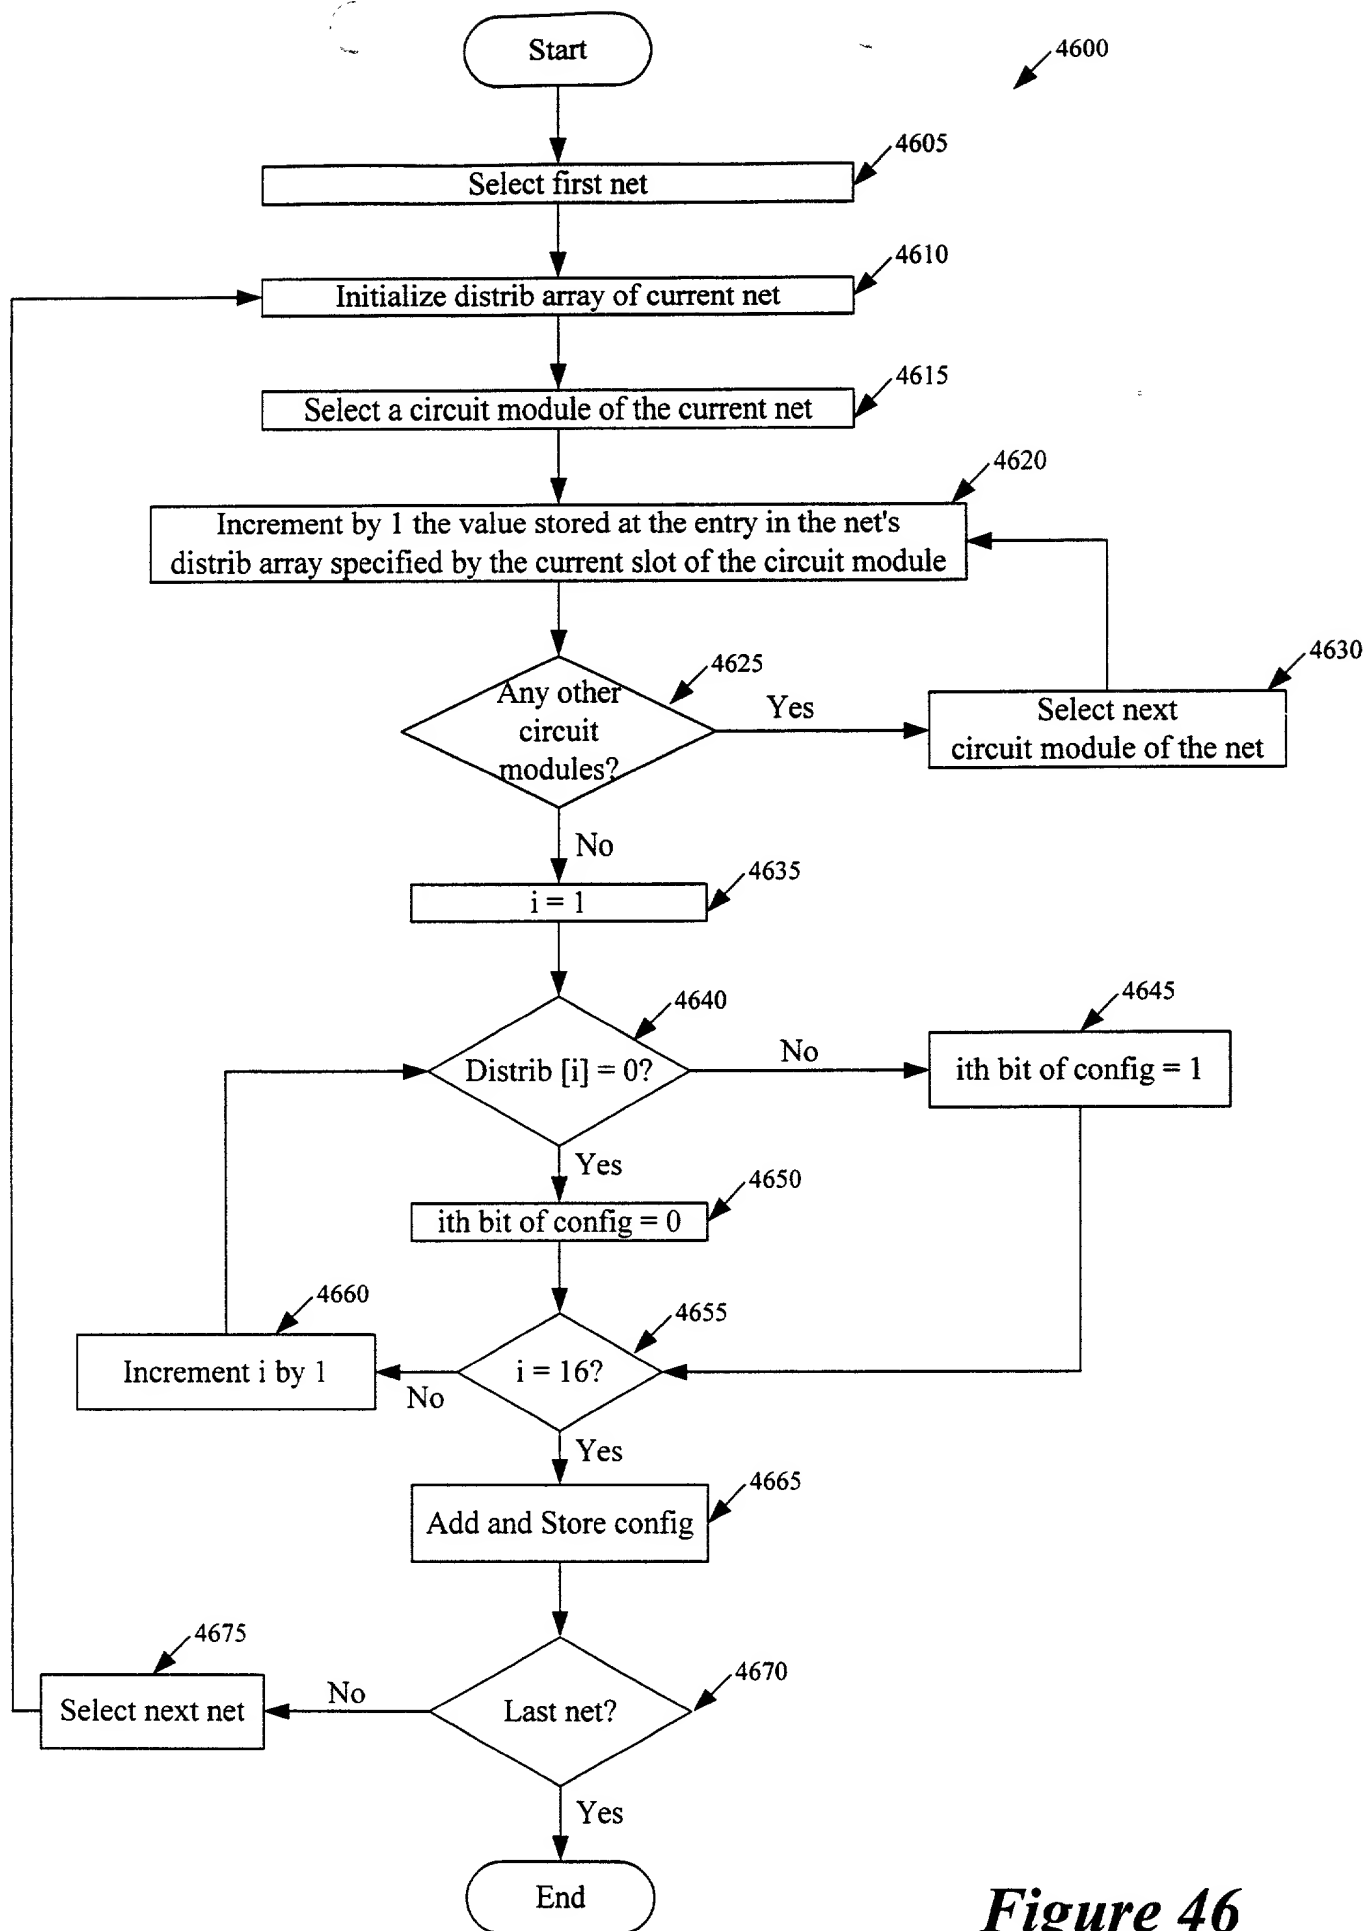 Start
4600
4605
Select first net
4610
Initialize distrib array of current net
4615
Select a circuit module of the current net
4620
Increment by 1 the value stored at the entry in the net's
distrib array specified by the current slot of the circuit module
4625
4630
Any other
circuit
modules?
Yes
Select next
circuit module of the net
No
4635
i = 1
4640
4645
Distrib [i] = 0?
No
ith bit of config = 1
Yes
4650
ith bit of config = 0
4660
4655
Increment i by 1
No
i = 16?
Yes
4665
Add and Store config
4675
4670
Select next net
No
Last net?
Yes
End
Figure 46